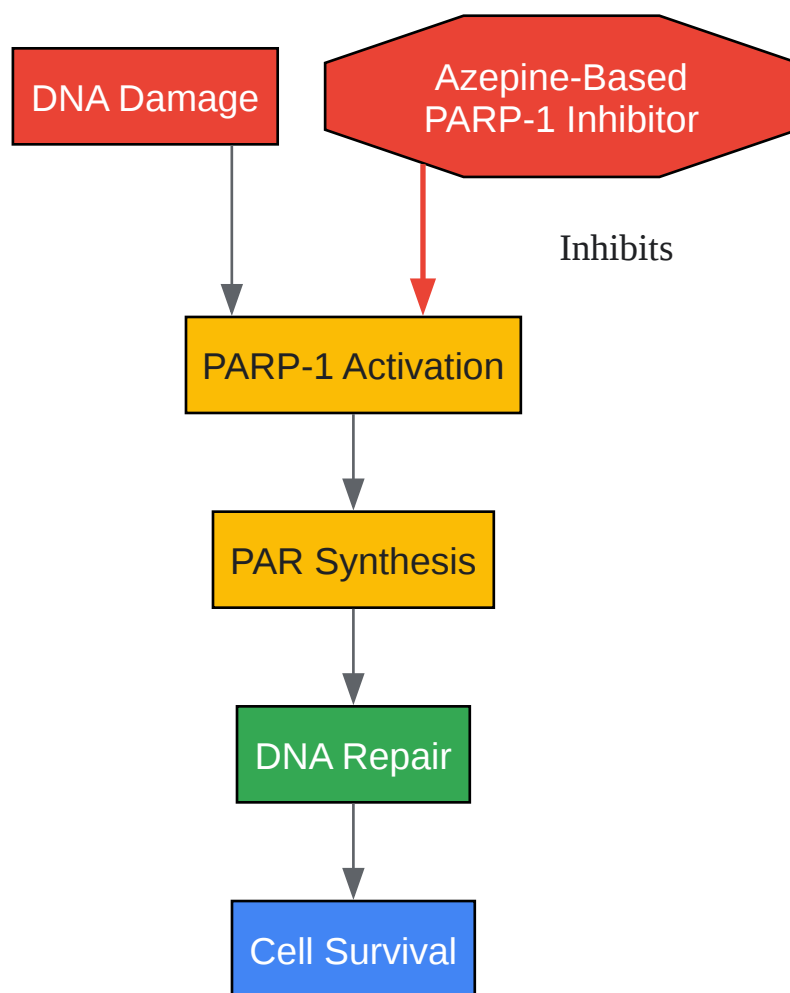 DNA Damage
Azepine-Based
PARP-1 Inhibitor
Inhibits
PARP-1 Activation
PAR Synthesis
DNA Repair
Cell Survival